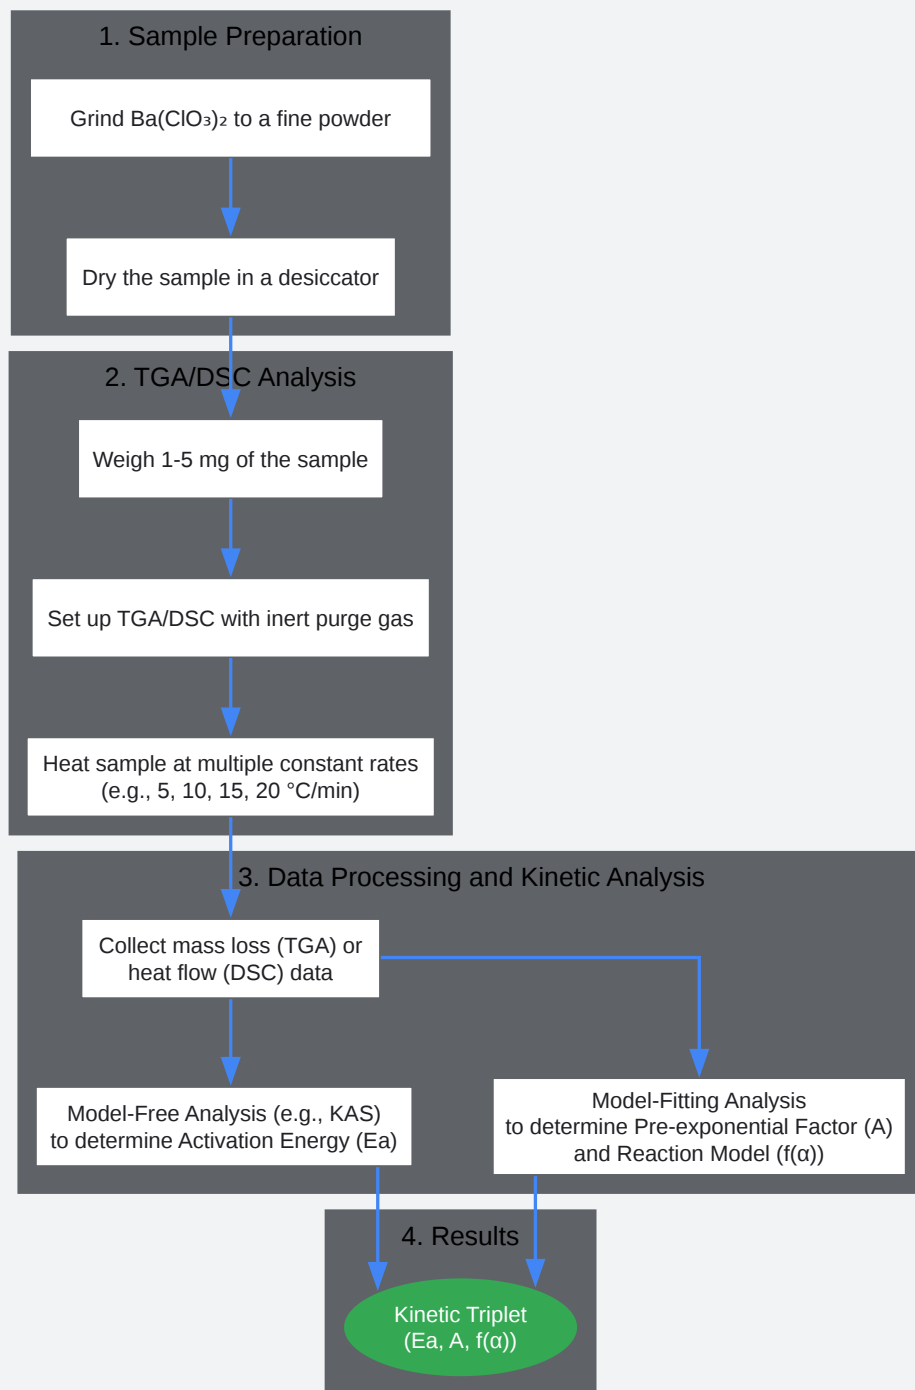 1. Sample Preparation
Grind Ba(ClO₃)₂ to a fine powder
Dry the sample in a desiccator
2. TGA/DSC Analysis
Weigh 1-5 mg of the sample
Set up TGA/DSC with inert purge gas
Heat sample at multiple constant rates
(e.g., 5, 10, 15, 20 °C/min)
3. Data Processing and Kinetic Analysis
Collect mass loss (TGA) or
heat flow (DSC) data
Model-Free Analysis (e.g., KAS)
to determine Activation Energy (Ea)
Model-Fitting Analysis
to determine Pre-exponential Factor (A)
and Reaction Model (f(α))
4. Results
Kinetic Triplet
(Ea, A, f(α))